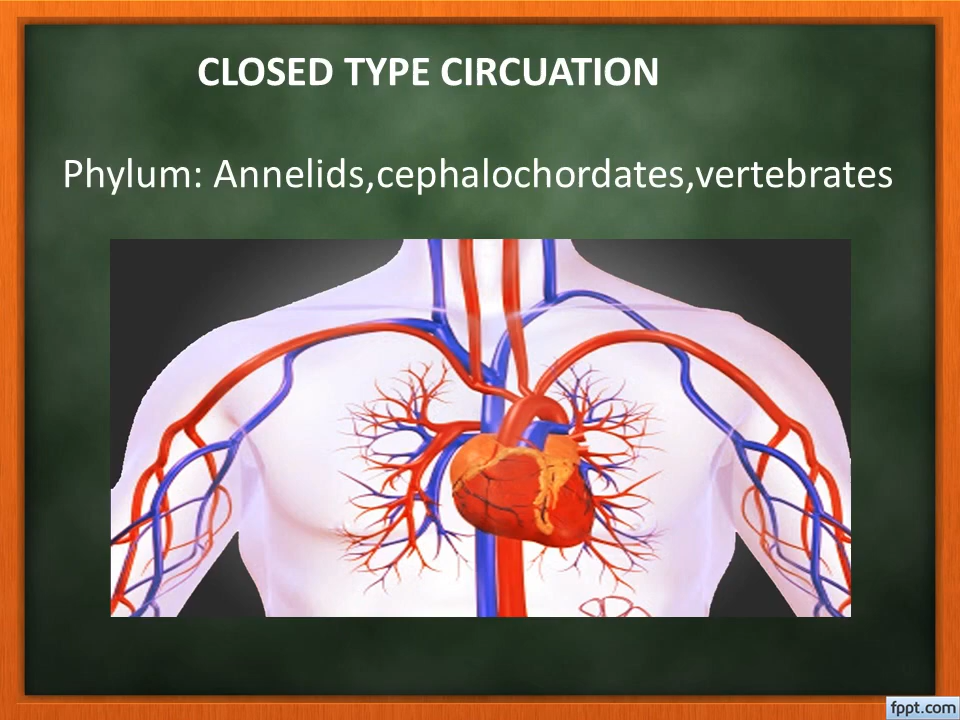 CLOSED TYPE CIRCUATION
Phylum: Annelids,cephalochordates,vertebrates
fppt.com